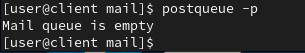 [user@client mail]$ postqueue -p
Mail queue is empty
[user@client mail]$